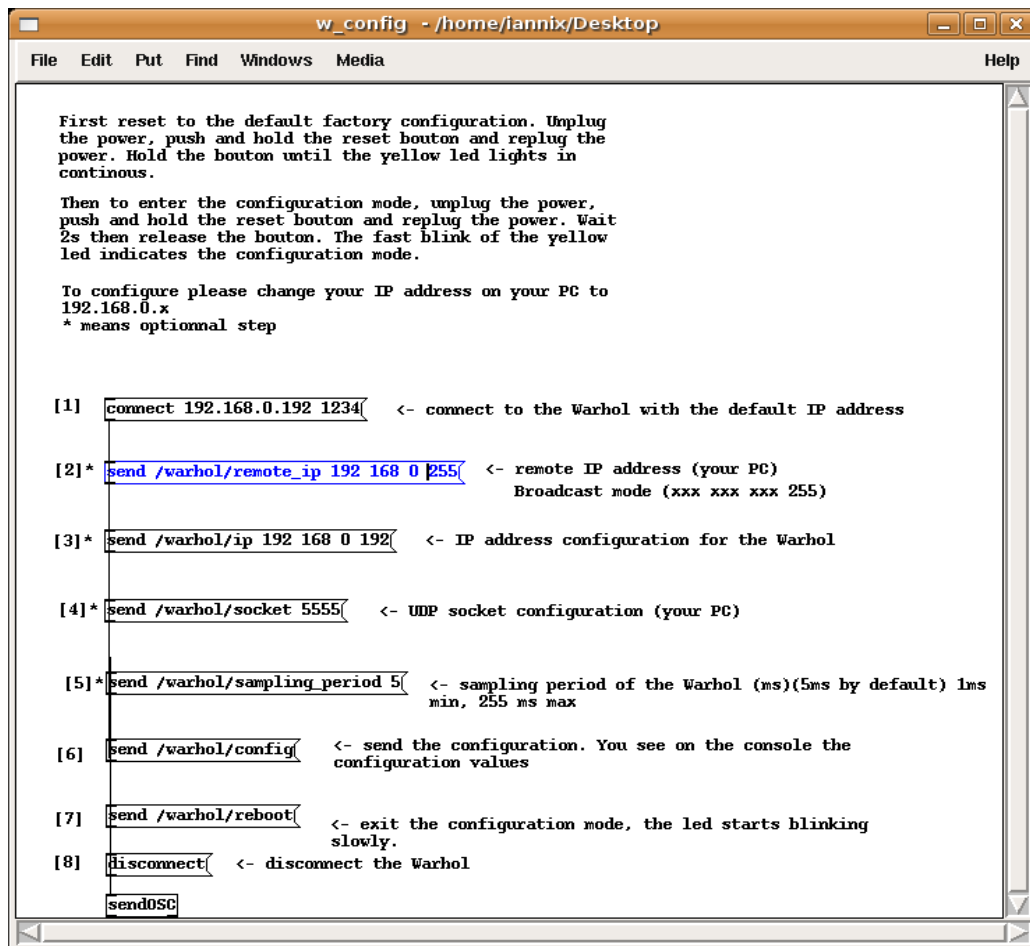 w_config - /home/iannix/Desktop
File Edit Put Find Windows Media Help
First reset to the default factory configuration. Unplug
the power, push and hold the reset bouton and replug the
power. Hold the bouton until the yellow led lights in
continous.
Then to enter the configuration mode, unplug the power,
push and hold the reset bouton and replug the power. Wait
2s then release the bouton. The fast blink of the yellow
led indicates the configuration mode.
To configure please change your IP address on your PC to
192.168.0.x
* means optionnal step
[1] connect 192.168.0.192 1234 <- connect to the Warhol with the default IP address
[2]* send /warhol/remote_ip 192 168 0 255 <- remote IP address (your PC)
Broadcast mode (xxx xxx xxx 255)
[3]* send /warhol/ip 192 168 0 192 <- IP address configuration for the Warhol
[4]* send /warhol/socket 5555 <- UDP socket configuration (your PC)
[5]* send /warhol/sampling_period 5 <- sampling period of the Warhol (ms)(5ms by default) 1ms
min, 255 ms max
[6] send /warhol/config <- send the configuration. You see on the console the
configuration values
[7] send /warhol/reboot <- exit the configuration mode, the led starts blinking
slowly.
[8] disconnect <- disconnect the Warhol
sendOSC